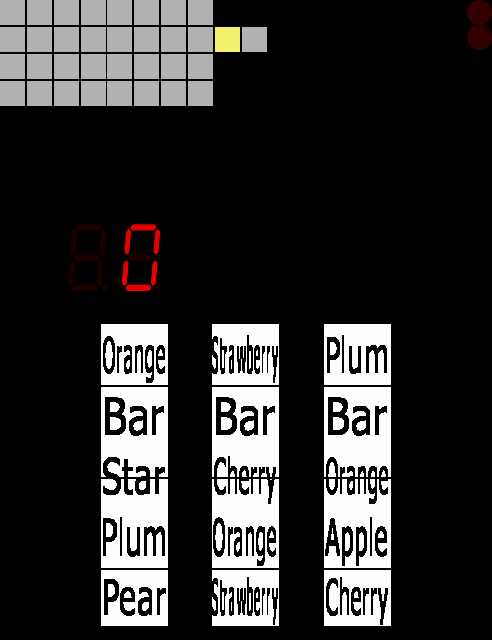 0
Orange Strawberry Plum
Bar Bar Bar
Star Cherry Orange
Plum Orange Apple
Pear Strawberry Cherry